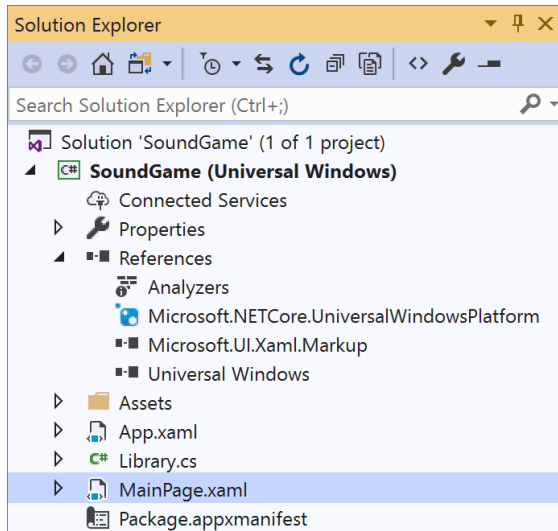 Solution Explorer
Search Solution Explorer (Ctrl+;)
Solution 'SoundGame' (1 of 1 project)
C# SoundGame (Universal Windows)
Connected Services
Properties
References
Analyzers
Microsoft.NETCore.UniversalWindowsPlatform
Microsoft.UI.Xaml.Markup
Universal Windows
Assets
App.xaml
C# Library.cs
MainPage.xaml
Package.appxmanifest